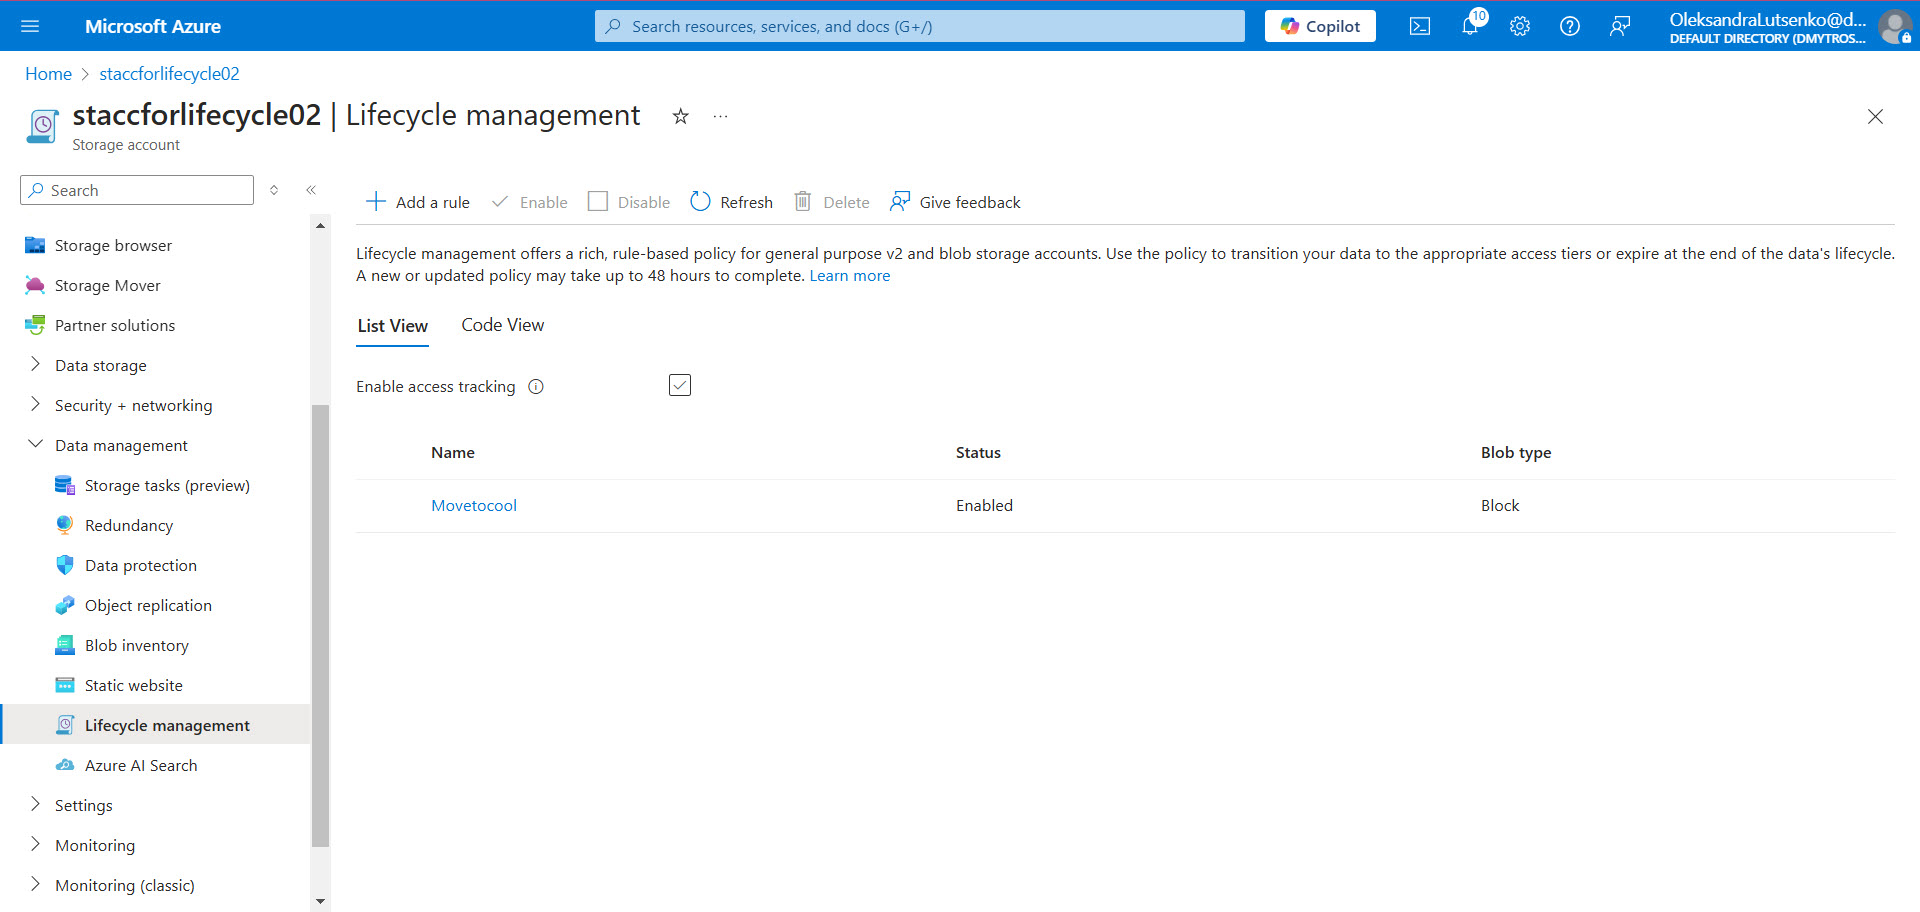 Microsoft Azure
Search resources, services, and docs (G+/)
Copilot
10
OleksandraLutsenko@d...
DEFAULT DIRECTORY (DMYTROS...
Home > staccforlifecycle02
staccforlifecycle02 | Lifecycle management
Storage account
Search
Add a rule Enable Disable Refresh Delete Give feedback
Lifecycle management offers a rich, rule-based policy for general purpose v2 and blob storage accounts. Use the policy to transition your data to the appropriate access tiers or expire at the end of the data's lifecycle.
A new or updated policy may take up to 48 hours to complete. Learn more
List View Code View
Enable access tracking
Name Status Blob type
Movetocool Enabled Block
Storage browser
Storage Mover
Partner solutions
Data storage
Security + networking
Data management
Storage tasks (preview)
Redundancy
Data protection
Object replication
Blob inventory
Static website
Lifecycle management
Azure AI Search
Settings
Monitoring
Monitoring (classic)